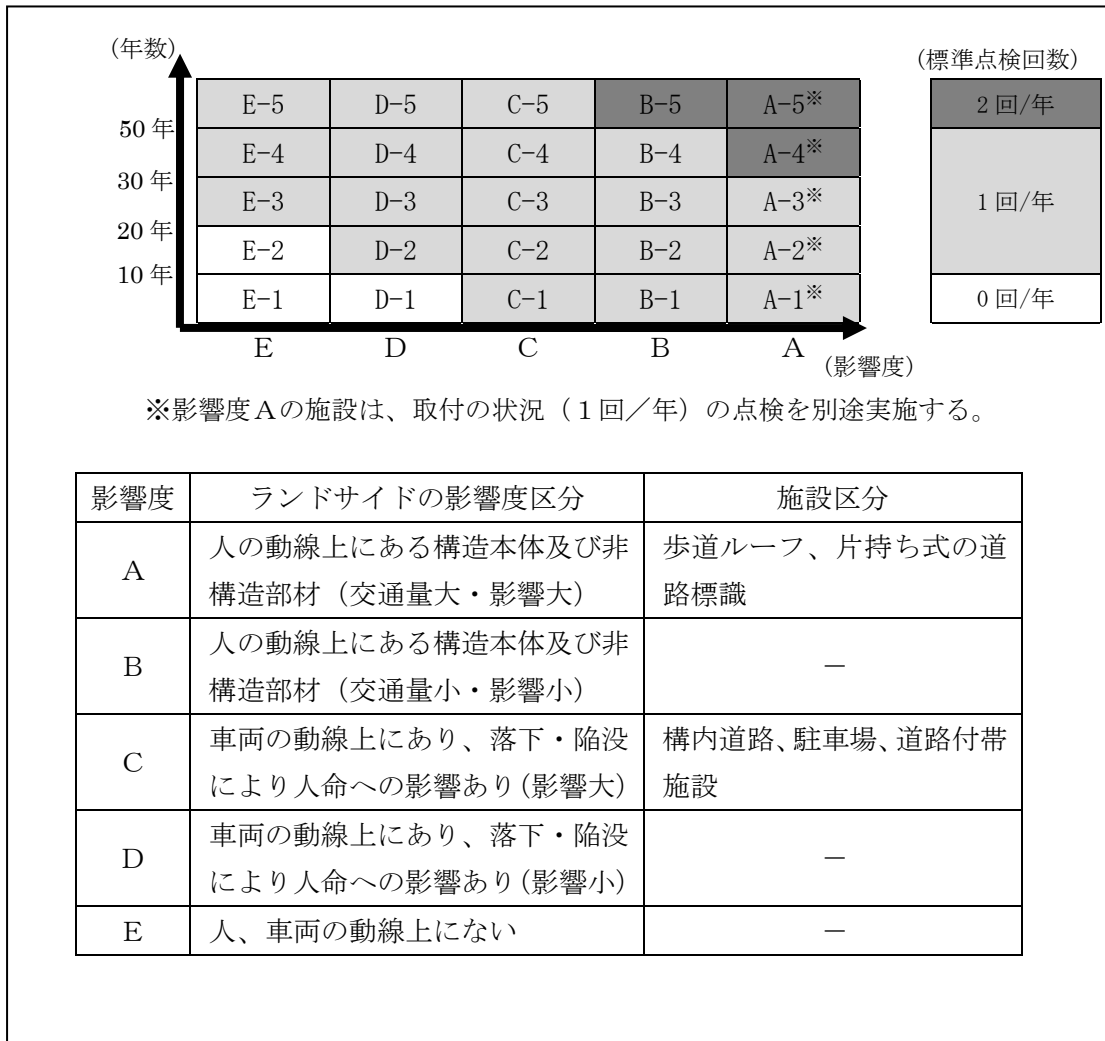 (年数)
(標準点検回数)
E-5 D-5 C-5 B-5 A-5※ 2回/年
50年
E-4 D-4 C-4 B-4 A-4※
30年
E-3 D-3 C-3 B-3 A-3※ 1回/年
20年
E-2 D-2 C-2 B-2 A-2※
10年
E-1 D-1 C-1 B-1 A-1※ 0回/年
E D C B A
(影響度)
※影響度Aの施設は、取付の状況（1回／年）の点検を別途実施する。
影響度 ランドサイドの影響度区分 施設区分
A
人の動線上にある構造本体及び非
構造部材（交通量大・影響大）
歩道ルーフ、片持ち式の道
路標識
B
人の動線上にある構造本体及び非
構造部材（交通量小・影響小）
－
C
車両の動線上にあり、落下・陥没
により人命への影響あり(影響大)
構内道路、駐車場、道路付帯
施設
D
車両の動線上にあり、落下・陥没
により人命への影響あり(影響小)
－
E 人、車両の動線上にない －